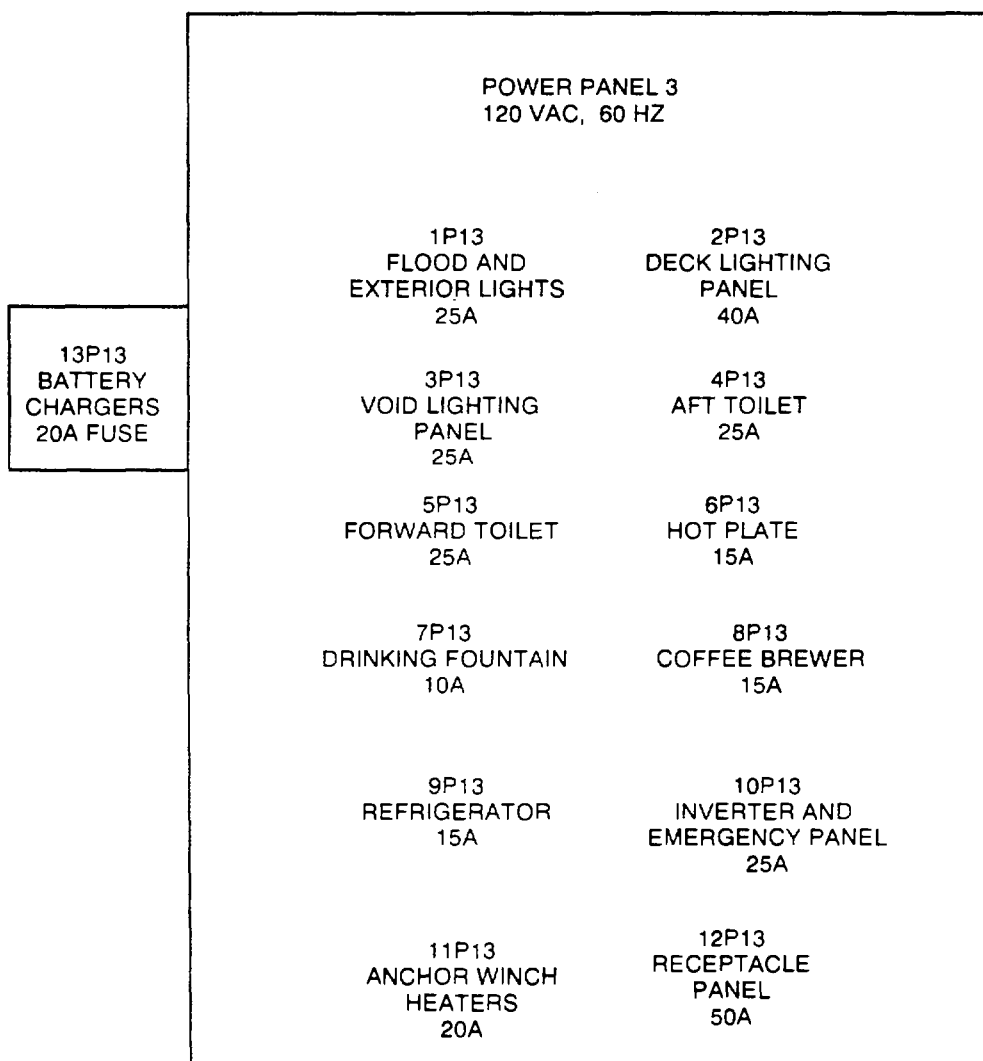 POWER PANEL 3
120 VAC, 60 HZ
1P13
FLOOD AND
EXTERIOR LIGHTS
25A
2P13
DECK LIGHTING
PANEL
40A
13P13
BATTERY
CHARGERS
20A FUSE
3P13
VOID LIGHTING
PANEL
25A
4P13
AFT TOILET
25A
5P13
FORWARD TOILET
25A
6P13
HOT PLATE
15A
7P13
DRINKING FOUNTAIN
10A
8P13
COFFEE BREWER
15A
9P13
REFRIGERATOR
15A
10P13
INVERTER AND
EMERGENCY PANEL
25A
11P13
ANCHOR WINCH
HEATERS
20A
12P13
RECEPTACLE
PANEL
50A